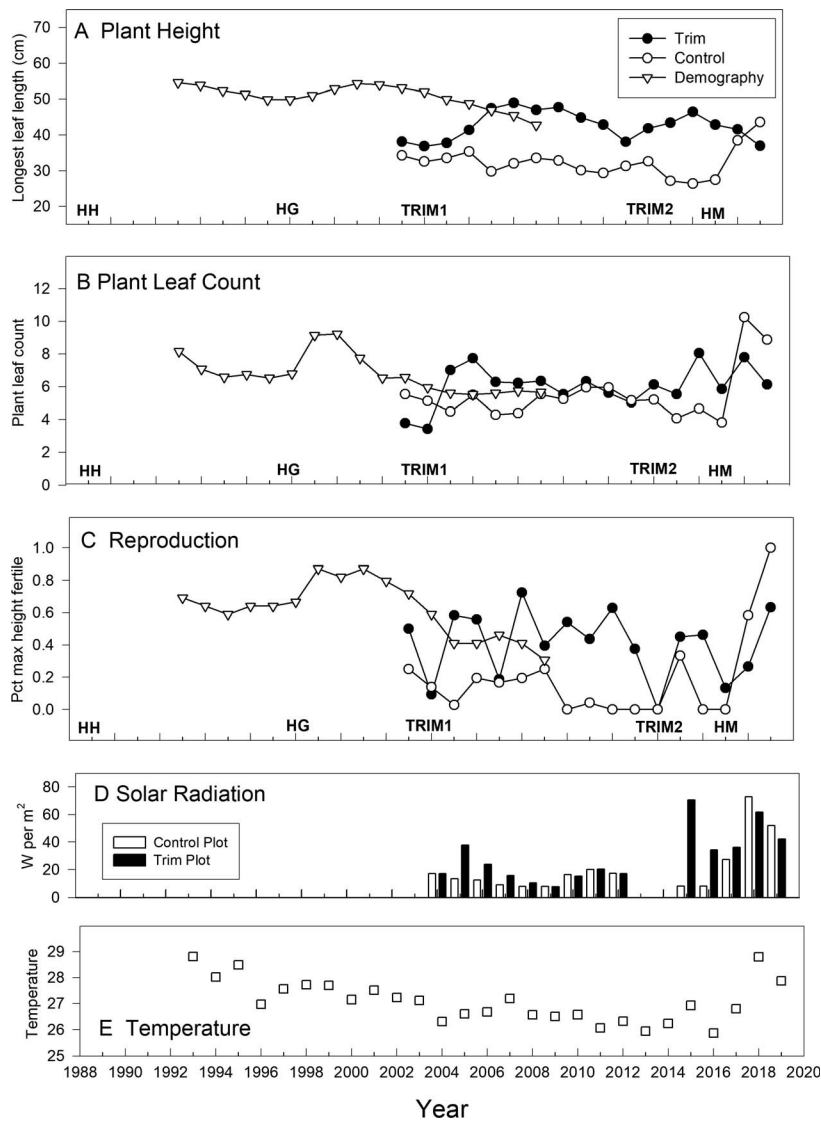 A Plant Height
Longest leaf length (cm)
70
60
50
40
30
20
Trim
Control
Demography
HH
HG
TRIM1
TRIM2
HM
B Plant Leaf Count
Plant leaf count
12
10
8
6
4
2
0
HH
HG
TRIM1
TRIM2
HM
C Reproduction
Pct max height fertile
1.0
0.8
0.6
0.4
0.2
0.0
HH
HG
TRIM1
TRIM2
HM
D Solar Radiation
W per m²
80
60
40
20
0
Control Plot
Trim Plot
Temperature
29
28
27
26
25
E Temperature
1988 1990 1992 1994 1996 1998 2000 2002 2004 2006 2008 2010 2012 2014 2016 2018 2020
Year